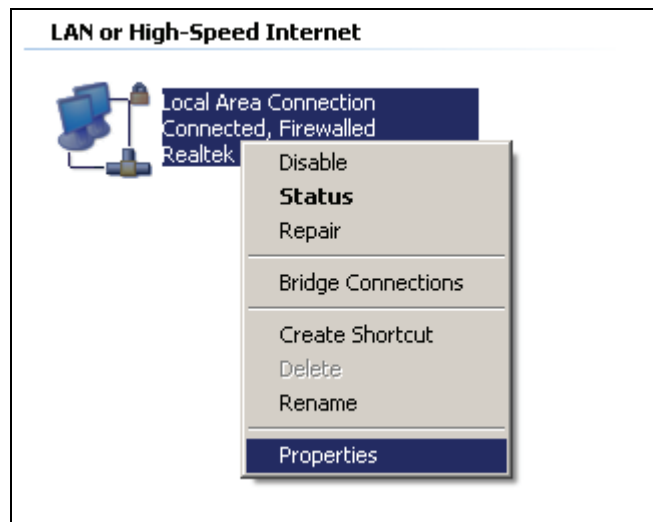 LAN or High-Speed Internet
Local Area Connection
Connected, Firewalled
Realtek
Disable
Status
Repair
Bridge Connections
Create Shortcut
Delete
Rename
Properties